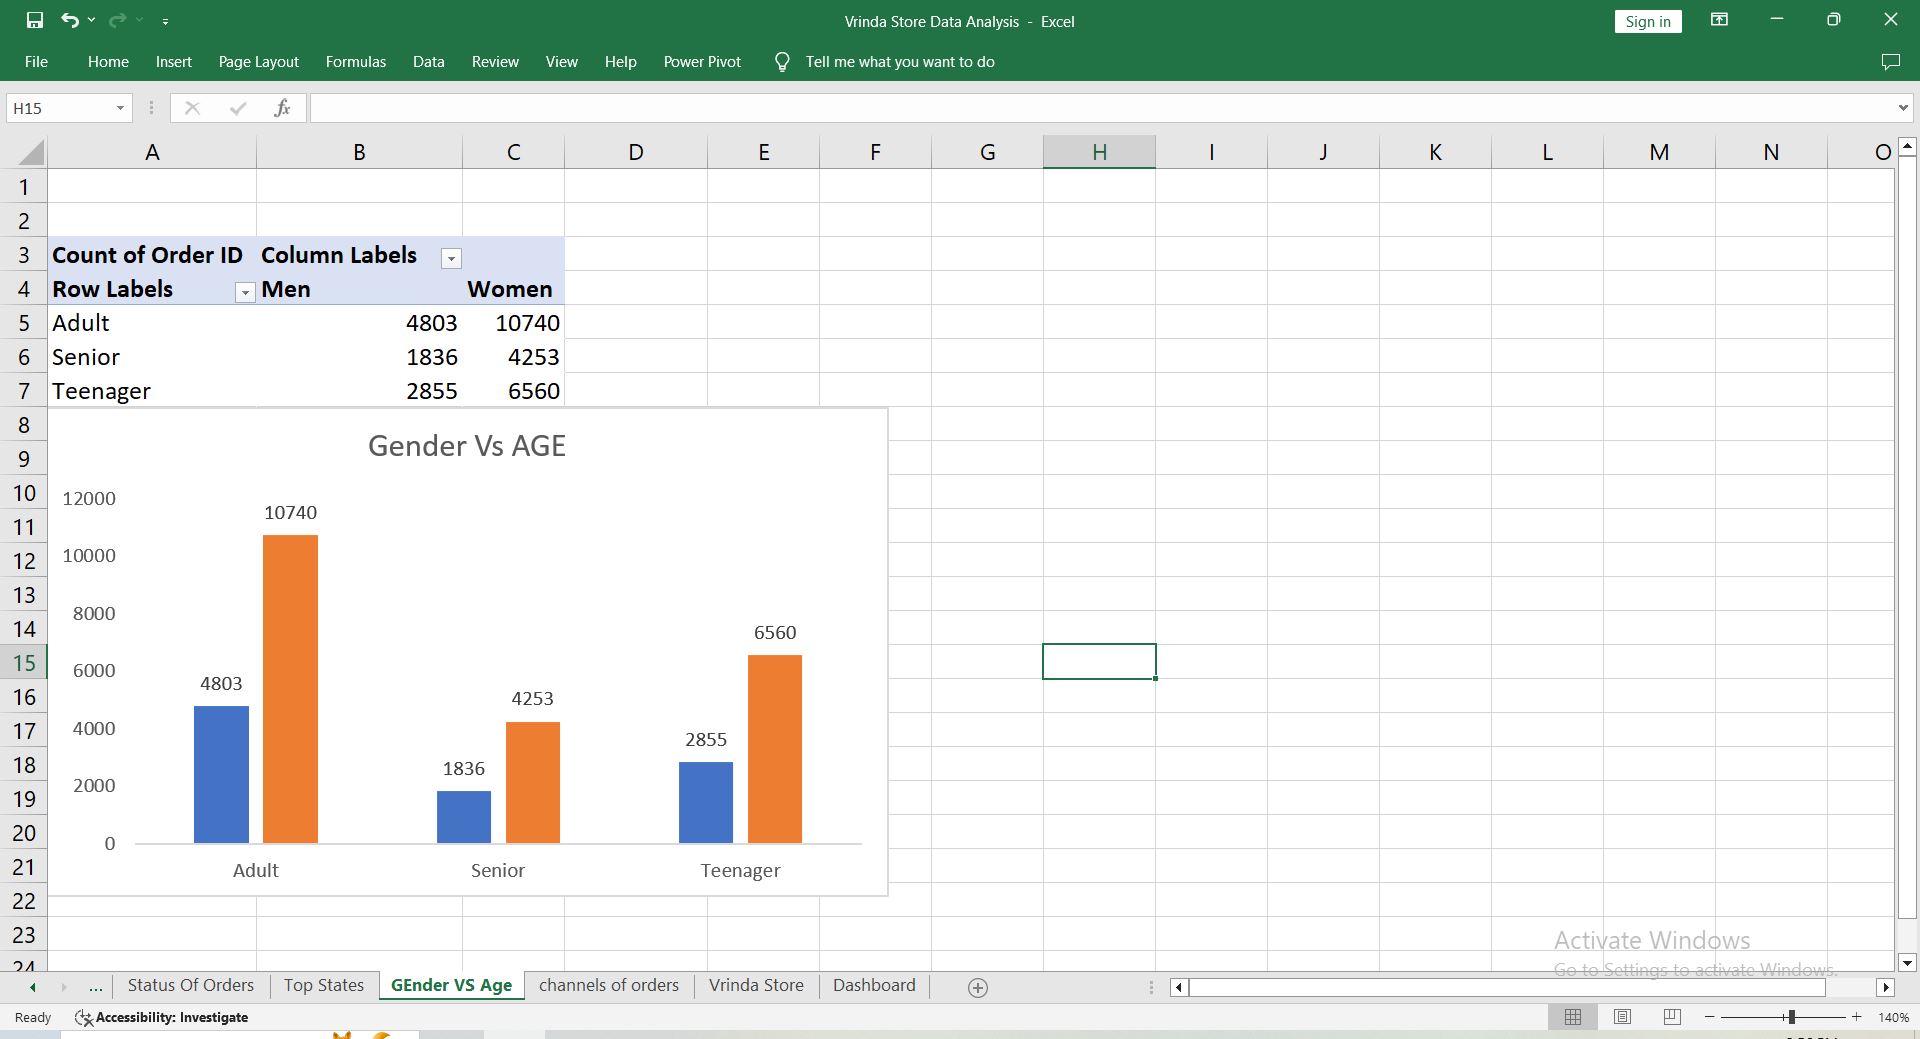 Vrinda Store Data Analysis - Excel
Sign in
File Home Insert Page Layout Formulas Data Review View Help Power Pivot Tell me what you want to do
H15 fx
A B C D E F G H I J K L M N O
1
2
3 Count of Order ID Column Labels
4 Row Labels Men Women
5 Adult 4803 10740
6 Senior 1836 4253
7 Teenager 2855 6560
8
9
10
11
12
13
14
15
16
17
18
19
20
21
22
23
24
Gender Vs AGE
12000
10000
8000
6000
4000
2000
0
4803 10740
1836 4253
2855 6560
Adult Senior Teenager
Activate Windows
Go to Settings to activate Windows.
... Status Of Orders Top States GEnder VS Age channels of orders Vrinda Store Dashboard
Ready Accessibility: Investigate 140%